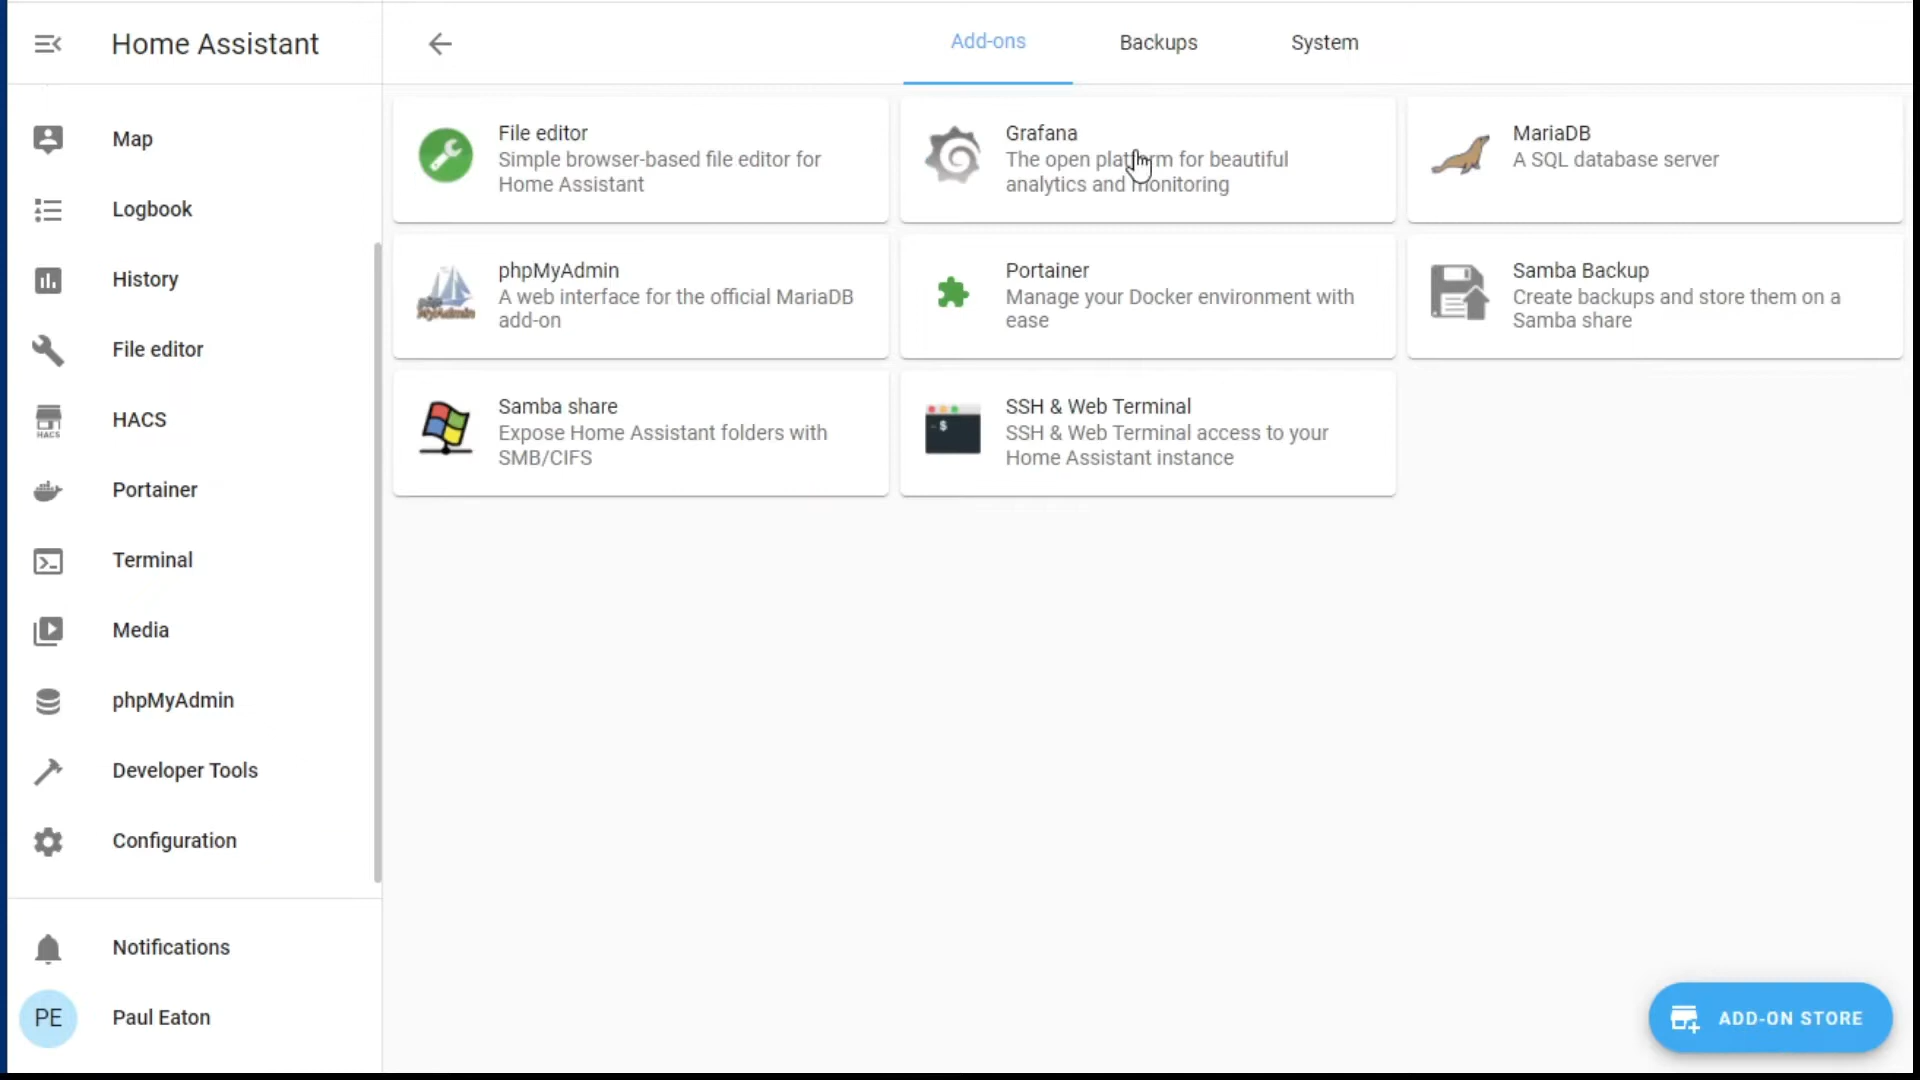 Home Assistant
Add-ons
Backups
System
Map
Logbook
History
File editor
HACS
HACS
Portainer
Terminal
Media
phpMyAdmin
Developer Tools
Configuration
Notifications
PE
Paul Eaton
File editor
Simple browser-based file editor for
Home Assistant
Grafana
The open platform for beautiful
analytics and monitoring
MariaDB
A SQL database server
php
MyAdmin
phpMyAdmin
A web interface for the official MariaDB
add-on
Portainer
Manage your Docker environment with
ease
Samba Backup
Create backups and store them on a
Samba share
Samba share
Expose Home Assistant folders with
SMB/CIFS
$
SSH & Web Terminal
SSH & Web Terminal access to your
Home Assistant instance
ADD-ON STORE